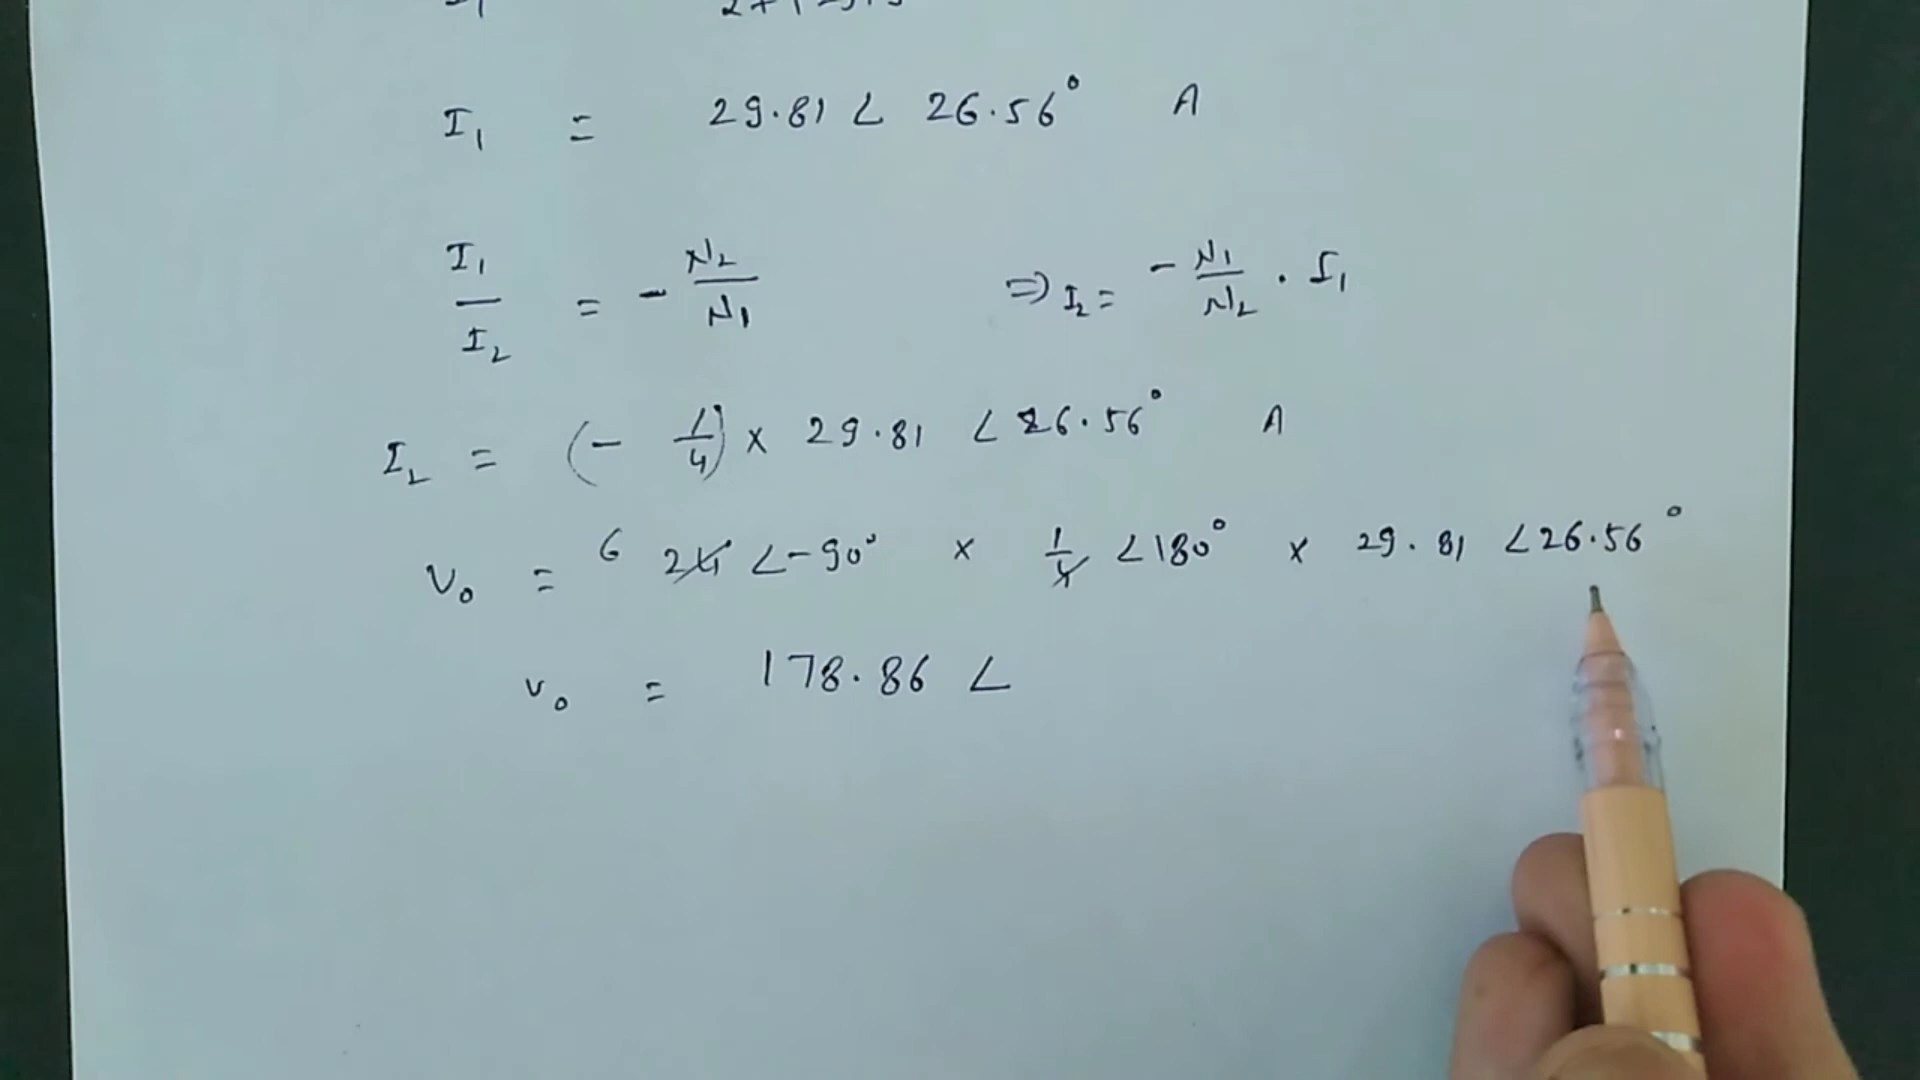 I₁ = 29.81 ∠ 26.56° A
I₁/I₂ = - N₂/N₁ ⇒ I₂ = - N₁/N₂ . I₁
I₂ = (- 1/4) × 29.81 ∠ 26.56° A
V₀ = 6 24 ∠-90° × 1/4 ∠180° × 29.81 ∠26.56°
V₀ = 178.86 ∠